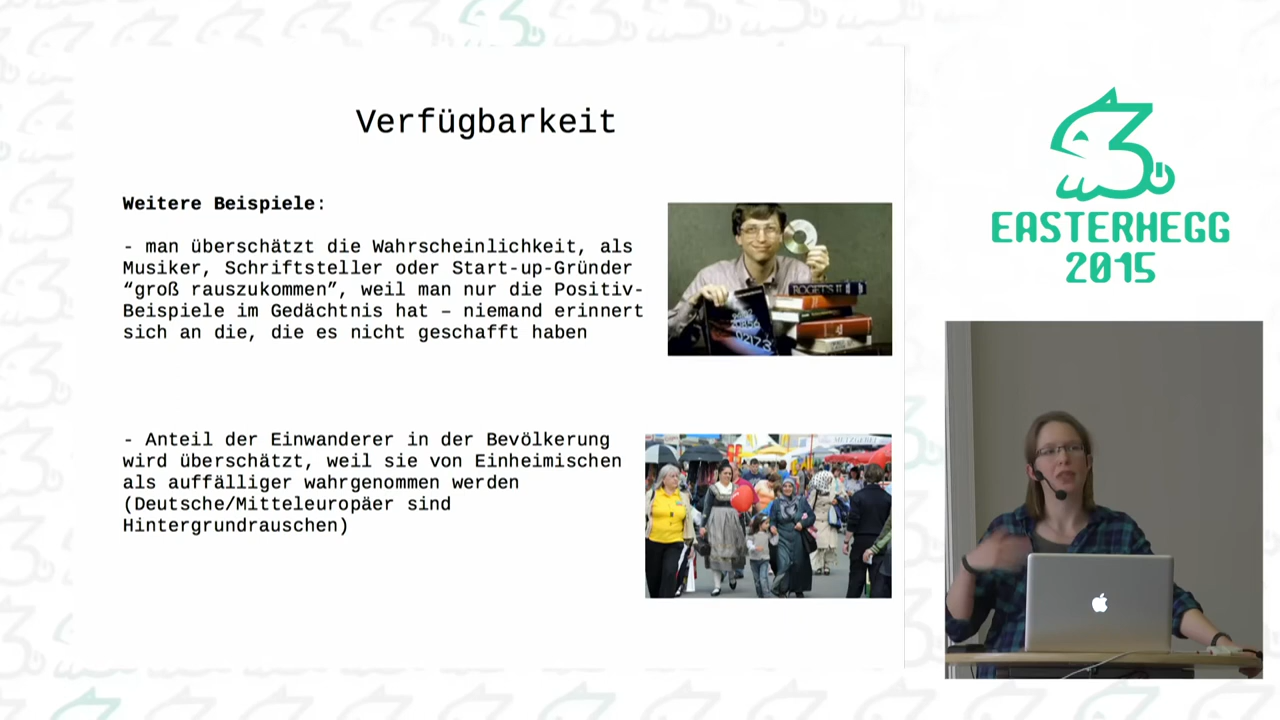 Verfügbarkeit
Weitere Beispiele:
- man überschätzt die Wahrscheinlichkeit, als
Musiker, Schriftsteller oder Start-up-Gründer
“groß rauszukommen”, weil man nur die Positiv-
Beispiele im Gedächtnis hat – niemand erinnert
sich an die, die es nicht geschafft haben
ROGET'S II
- Anteil der Einwanderer in der Bevölkerung
wird überschätzt, weil sie von Einheimischen
als auffälliger wahrgenommen werden
(Deutsche/Mitteleuropäer sind
Hintergrundrauschen)
METZGEREI
EASTERHEGG
2015